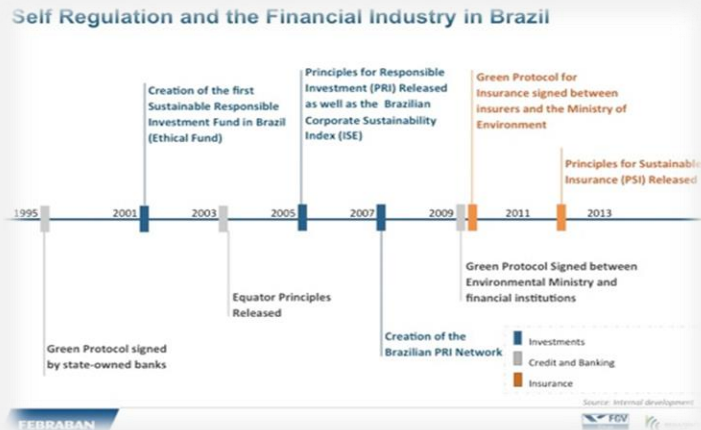 Self Regulation and the Financial Industry in Brazil
Creation of the first
Sustainable Responsible
Investment Fund in Brazil
(Ethical Fund)
Principles for Responsible
Investment (PRI) Released
as well as the Brazilian
Corporate Sustainability
Index (ISE)
Green Protocol for
Insurance signed between
insurers and the Ministry of
Environment
Principles for Sustainable
Insurance (PSI) Released
1995 2001 2003 2005 2007 2009 2011 2013
Green Protocol signed
by state-owned banks
Equator Principles
Released
Creation of the
Brazilian PRI Network
Green Protocol Signed between
Environmental Ministry and
financial institutions
Investments
Credit and Banking
Insurance
Source: Internal development
FEBRABAN
FGV